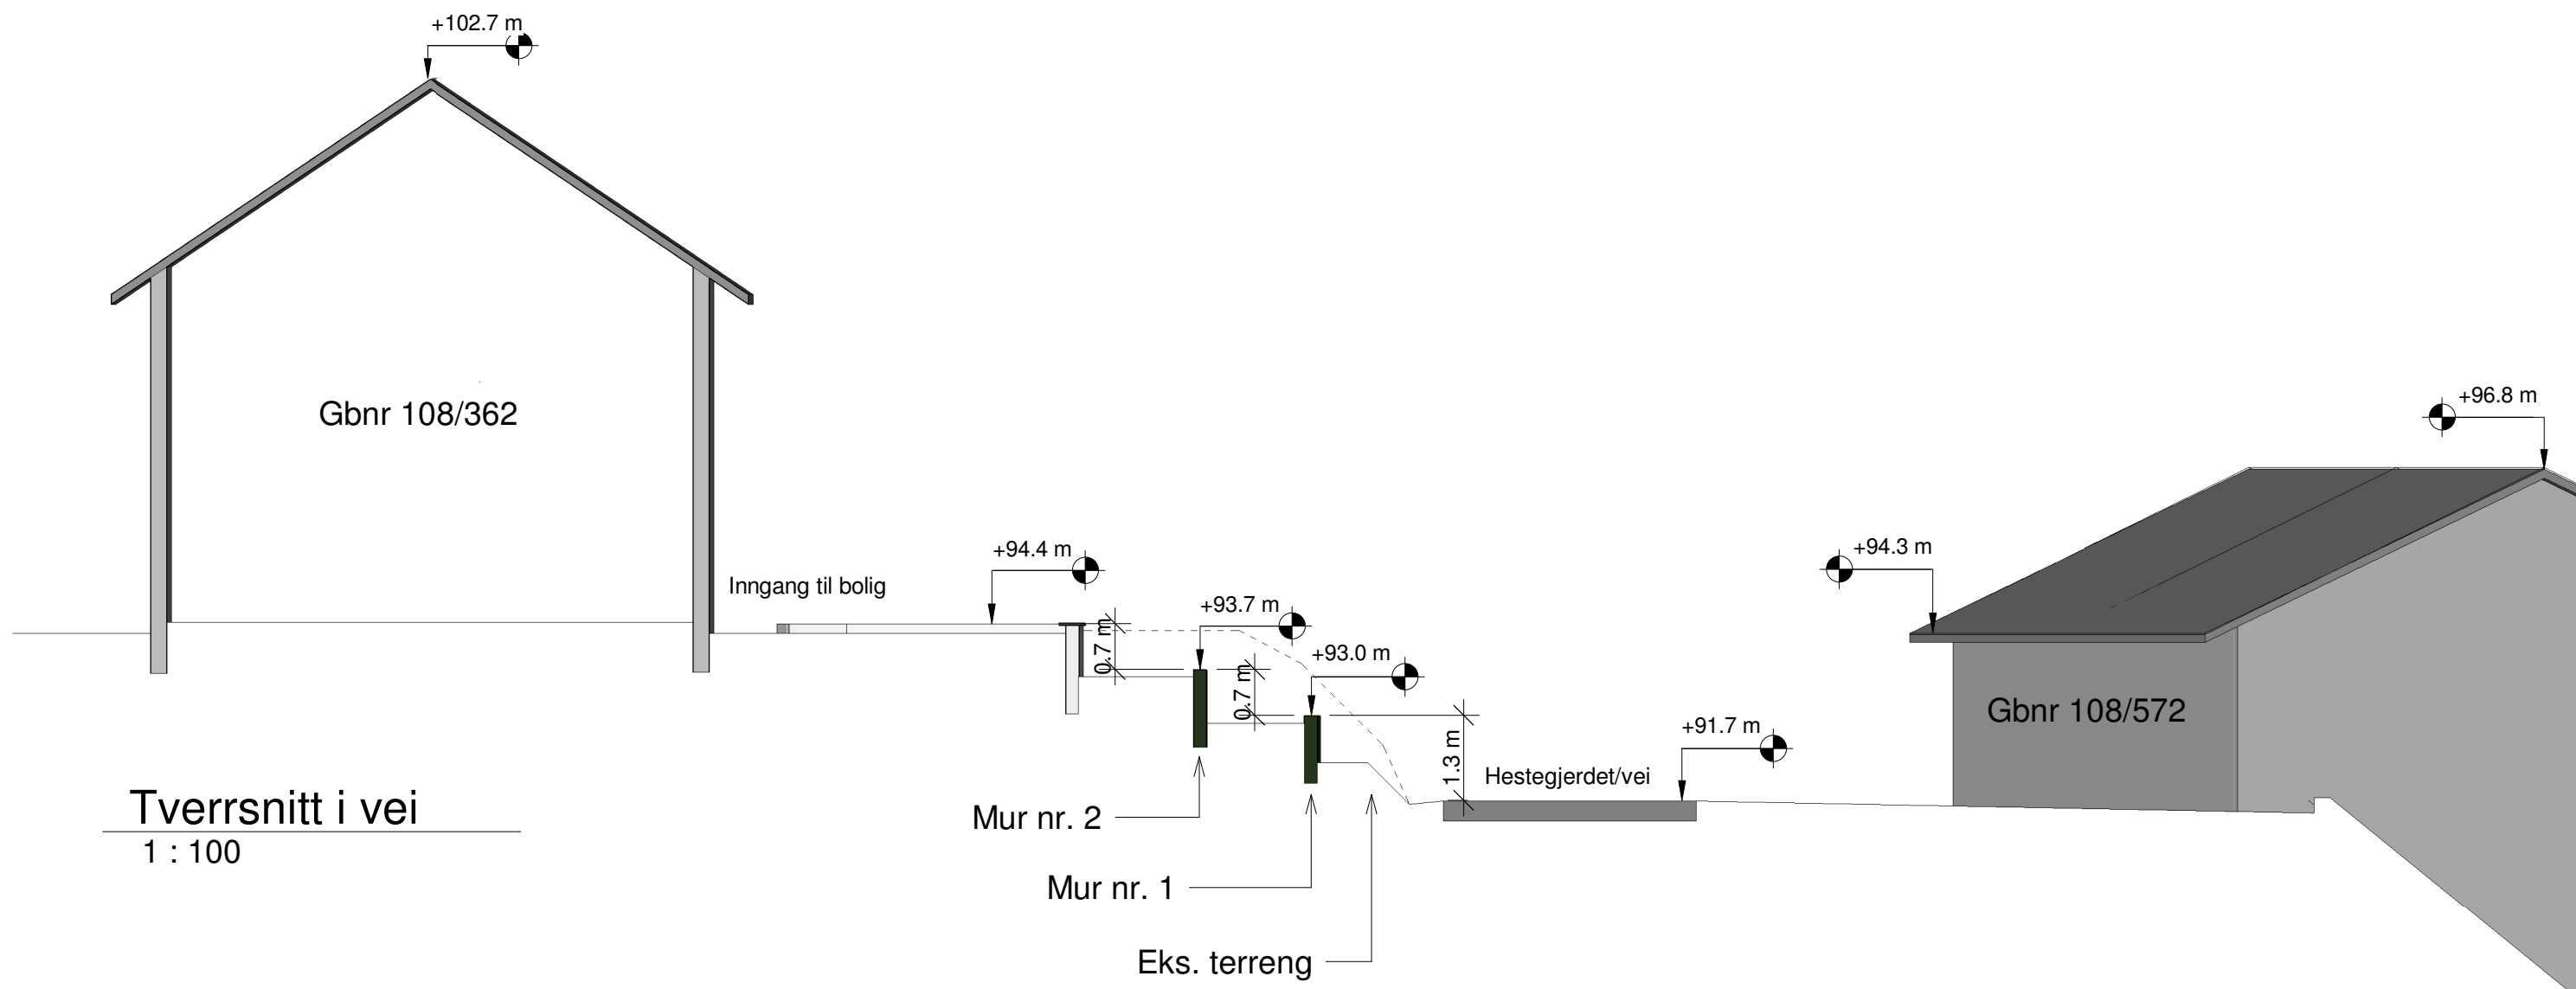 +102.7 m
Gbnr 108/362
+96.8 m
+94.4 m
+94.3 m
Inngang til bolig
+93.7 m
0.7 m
+93.0 m
0.7 m
Gbnr 108/572
+91.7 m
1.3 m
Hestegjerdet/vei
Tverrsnitt i vei
1 : 100
Mur nr. 2
Mur nr. 1
Eks. terreng